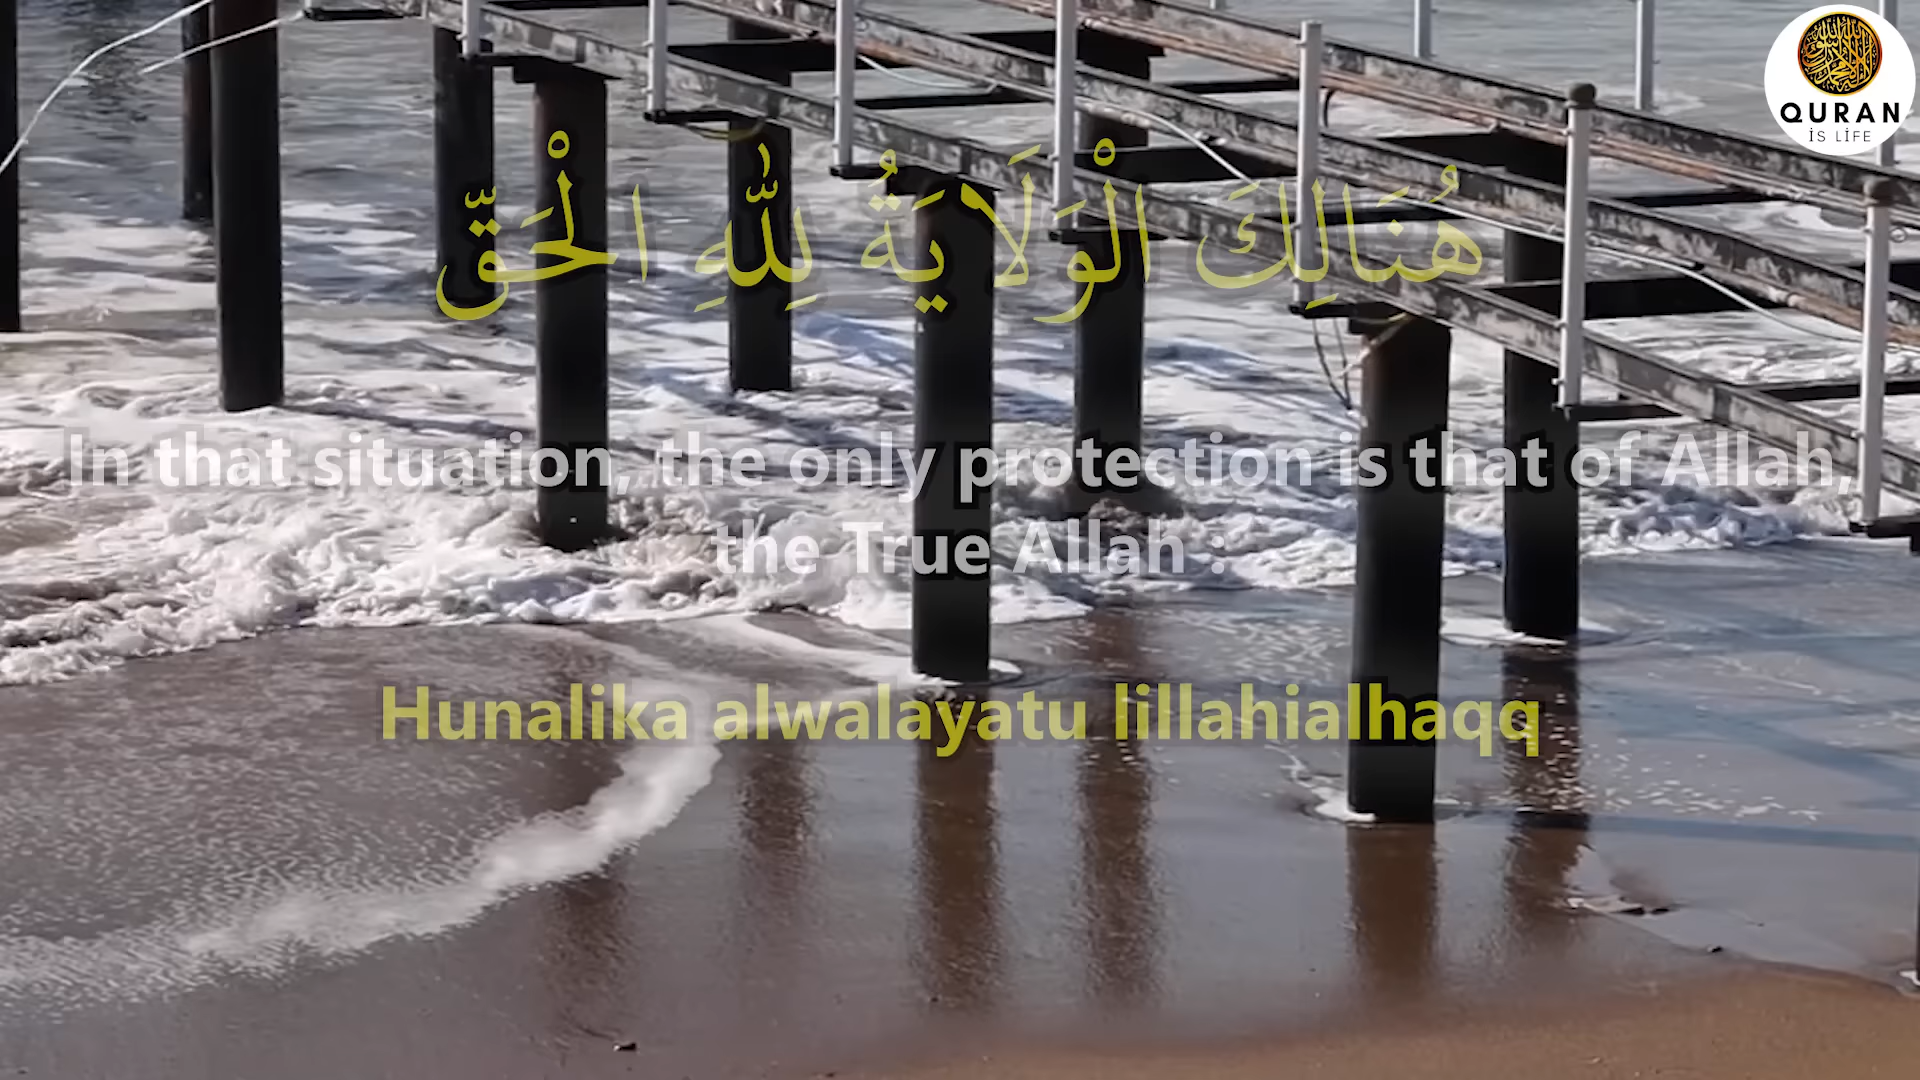 هُنَالِكَ الْوَلَايَةُ لِلَّهِ الْحَقِّ
In that situation, the only protection is that of Allah,
the True Allah :
Hunalika alwalayatu lillahialhaqq
QURAN
İS LİFE